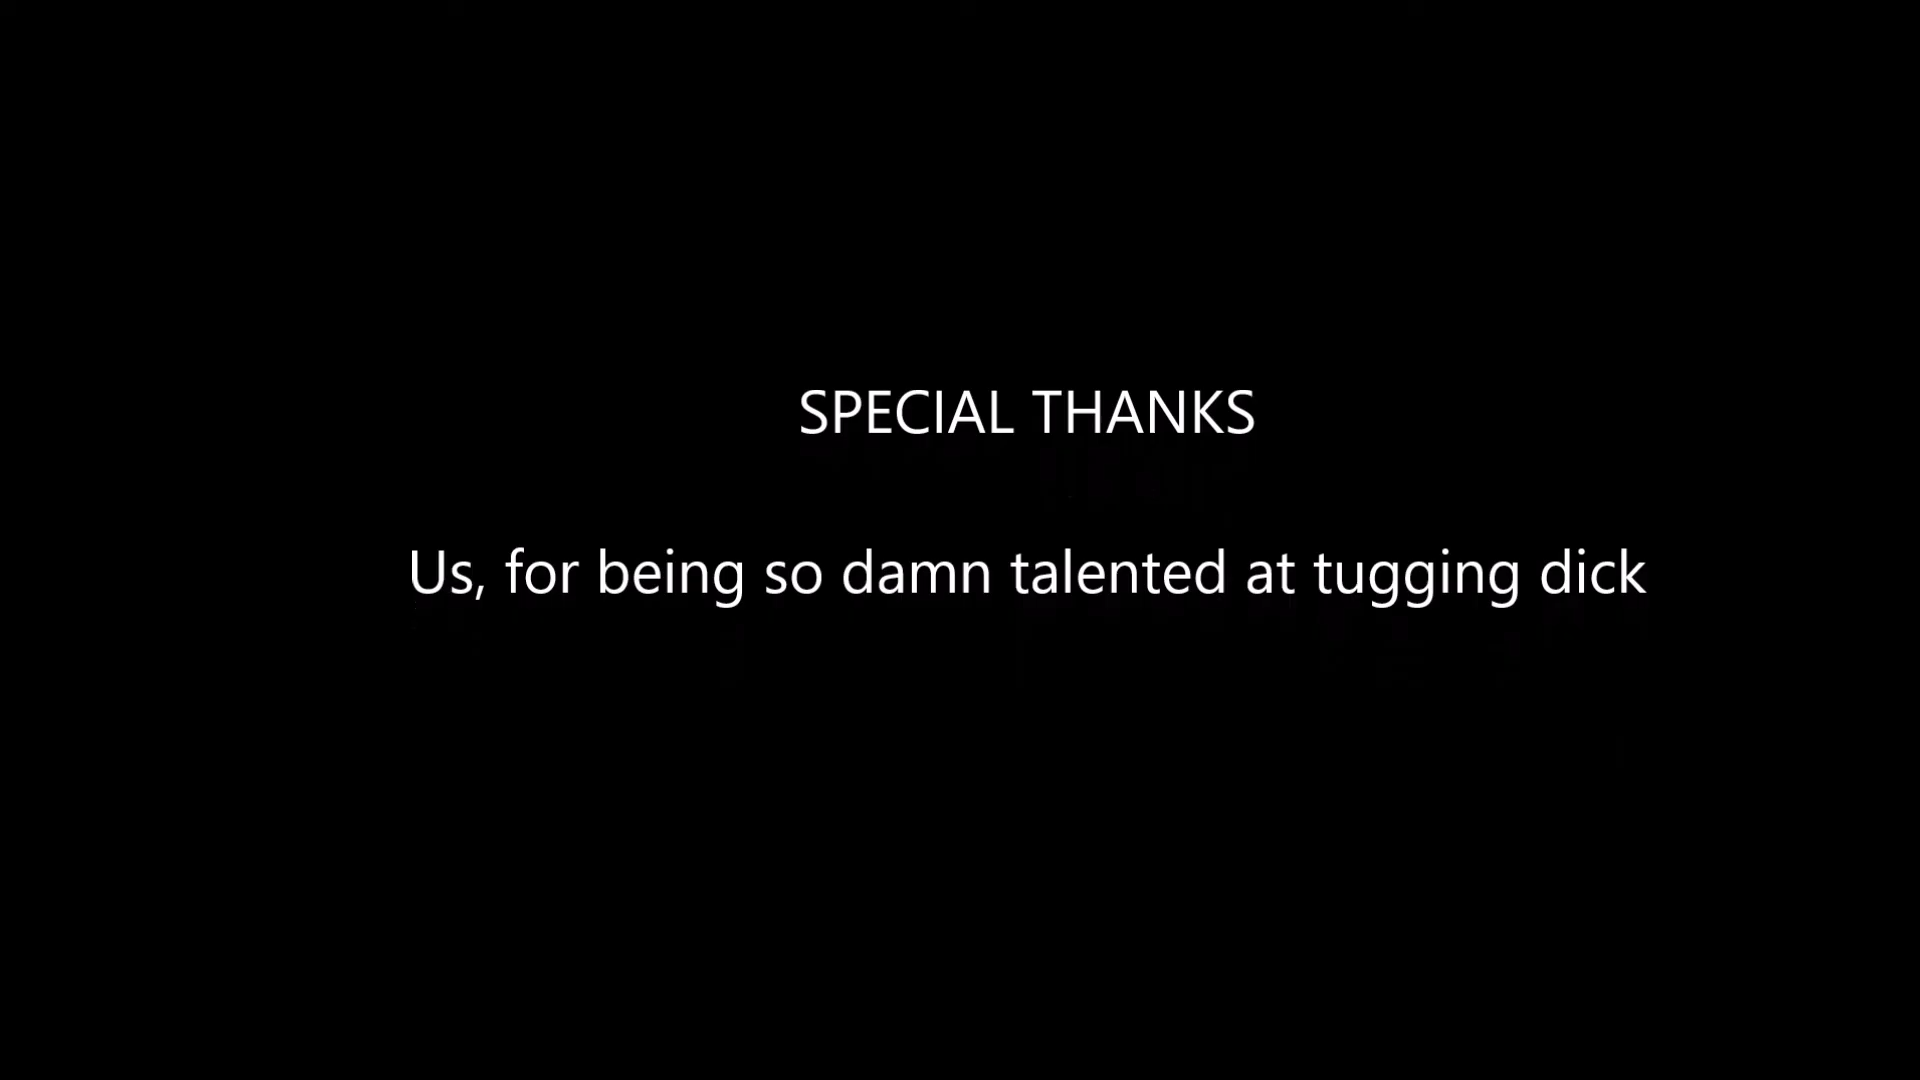 SPECIAL THANKS
Us, for being so damn talented at tugging dick